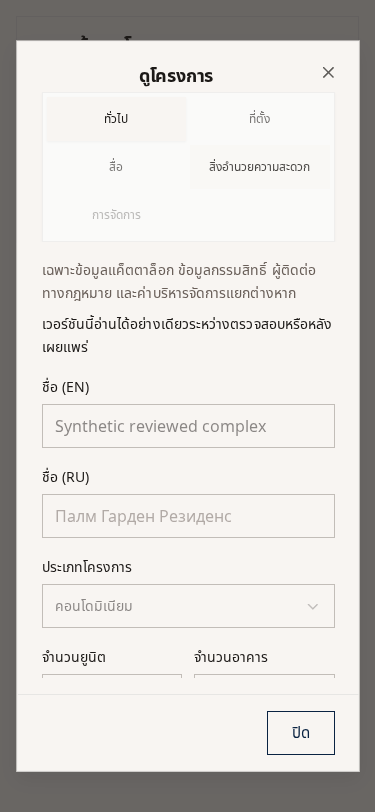 ดูโครงการ
ทั่วไป
ที่ตั้ง
สื่อ
สิ่งอำนวยความสะดวก
การจัดการ
เฉพาะข้อมูลแค็ตตาล็อก ข้อมูลกรรมสิทธิ์ ผู้ติดต่อ
ทางกฎหมาย และค่าบริหารจัดการแยกต่างหาก
เวอร์ชันนี้อ่านได้อย่างเดียวระหว่างตรวจสอบหรือหลัง
เผยแพร่
ชื่อ (EN)
Synthetic reviewed complex
ชื่อ (RU)
Палм Гарден Резиденс
ประเภทโครงการ
คอนโดมิเนียม
จำนวนยูนิต
จำนวนอาคาร
ปิด